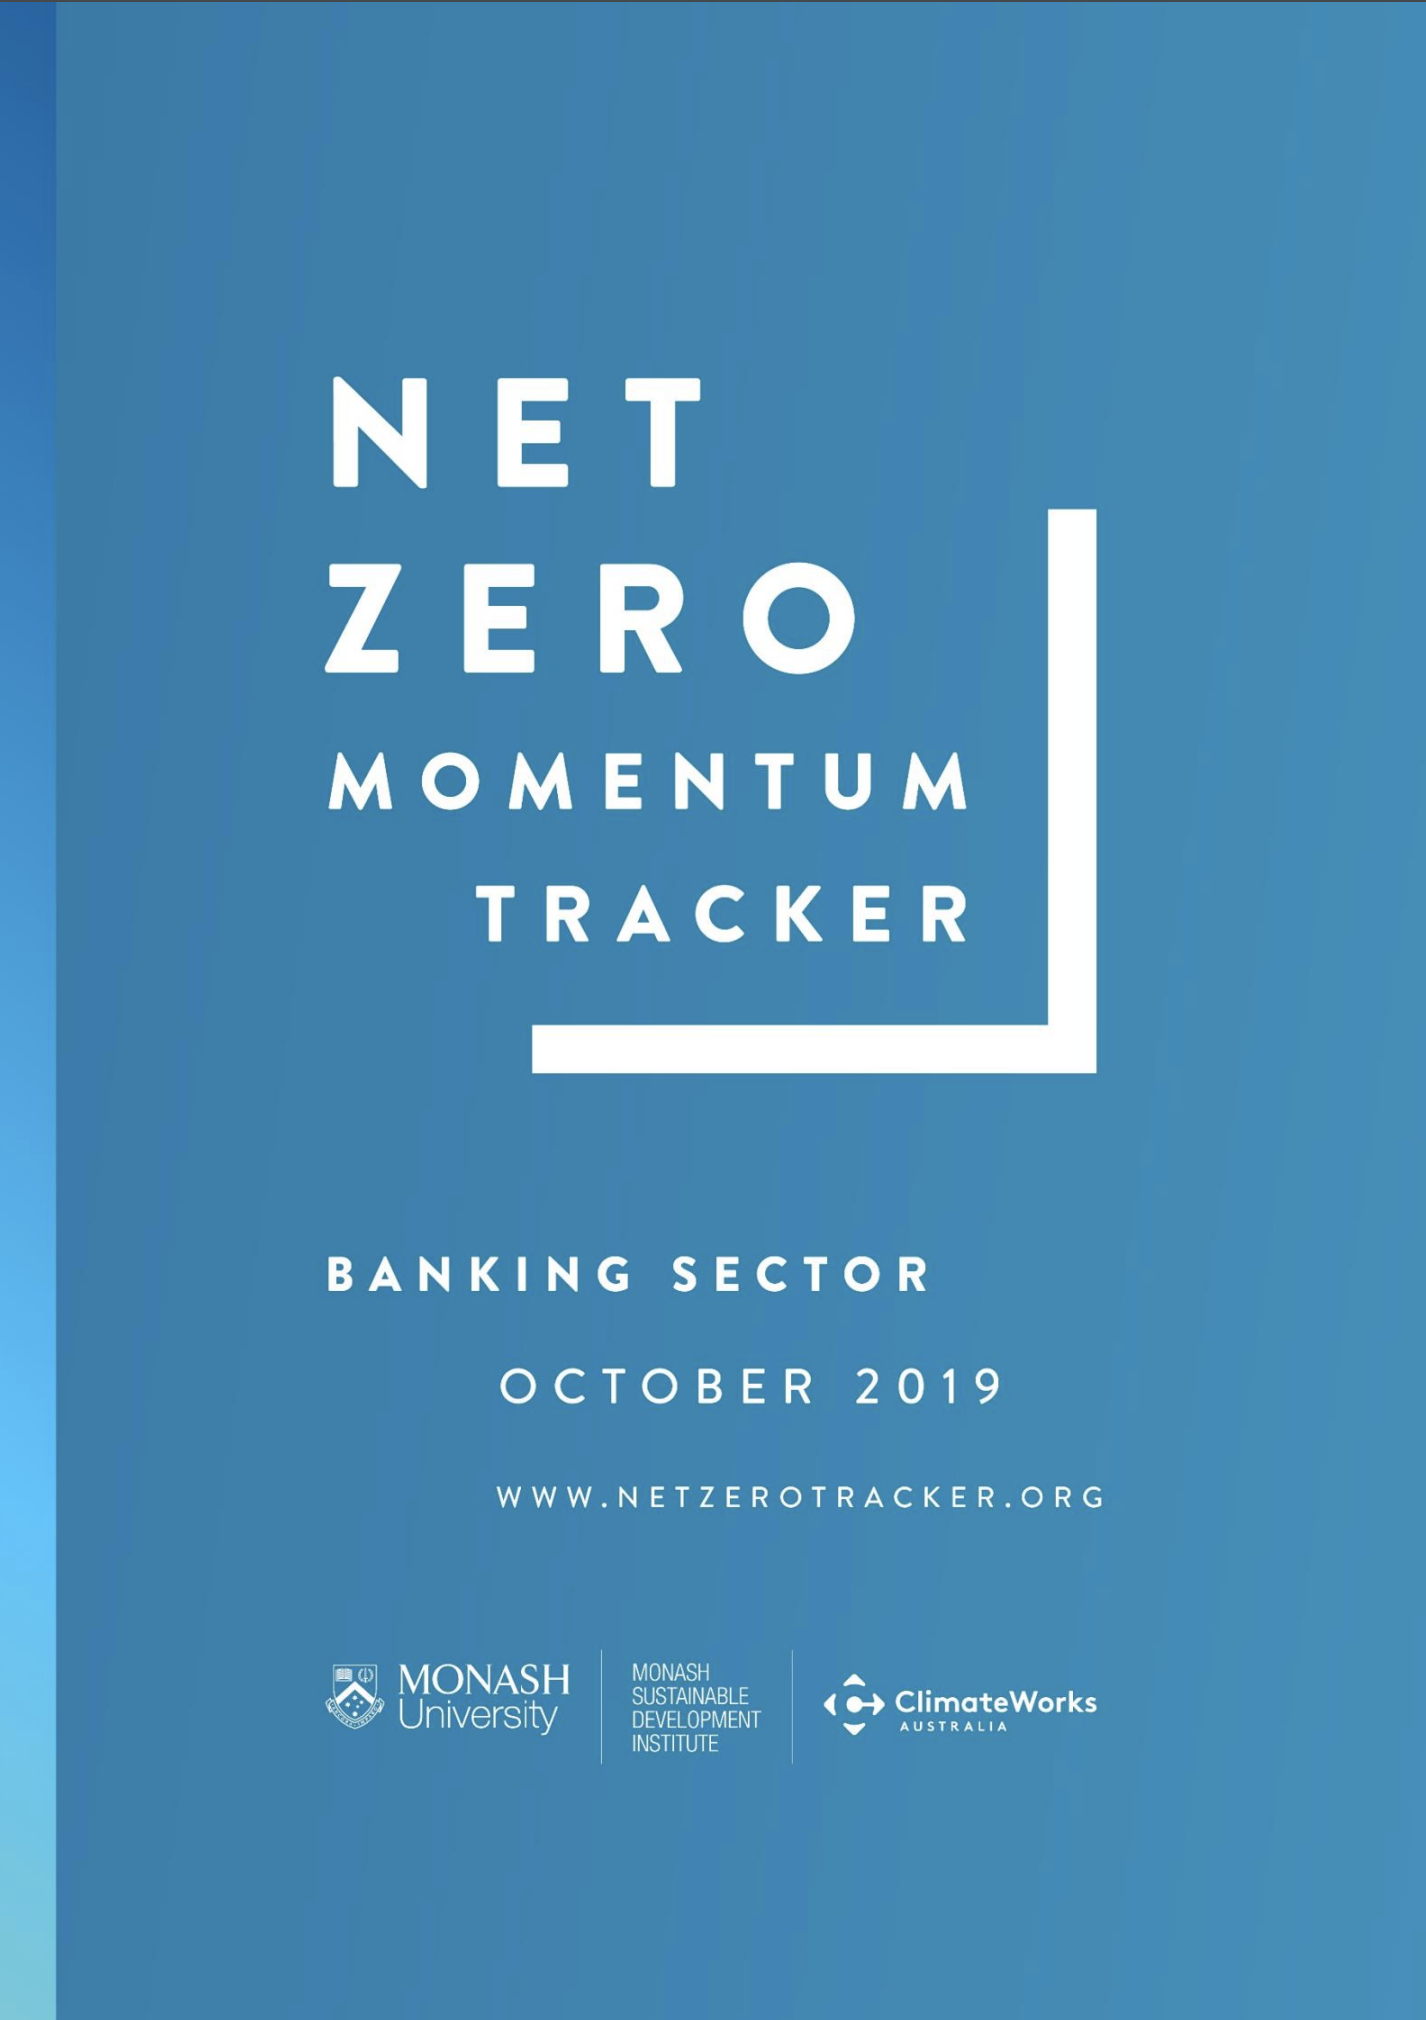 NET
ZERO
MOMENTUM
TRACKER
BANKING SECTOR
OCTOBER 2019
WWW.NETZEROTRACKER.ORG
MONASH
University
MONASH
SUSTAINABLE
DEVELOPMENT
INSTITUTE
ClimateWorks
AUSTRALIA